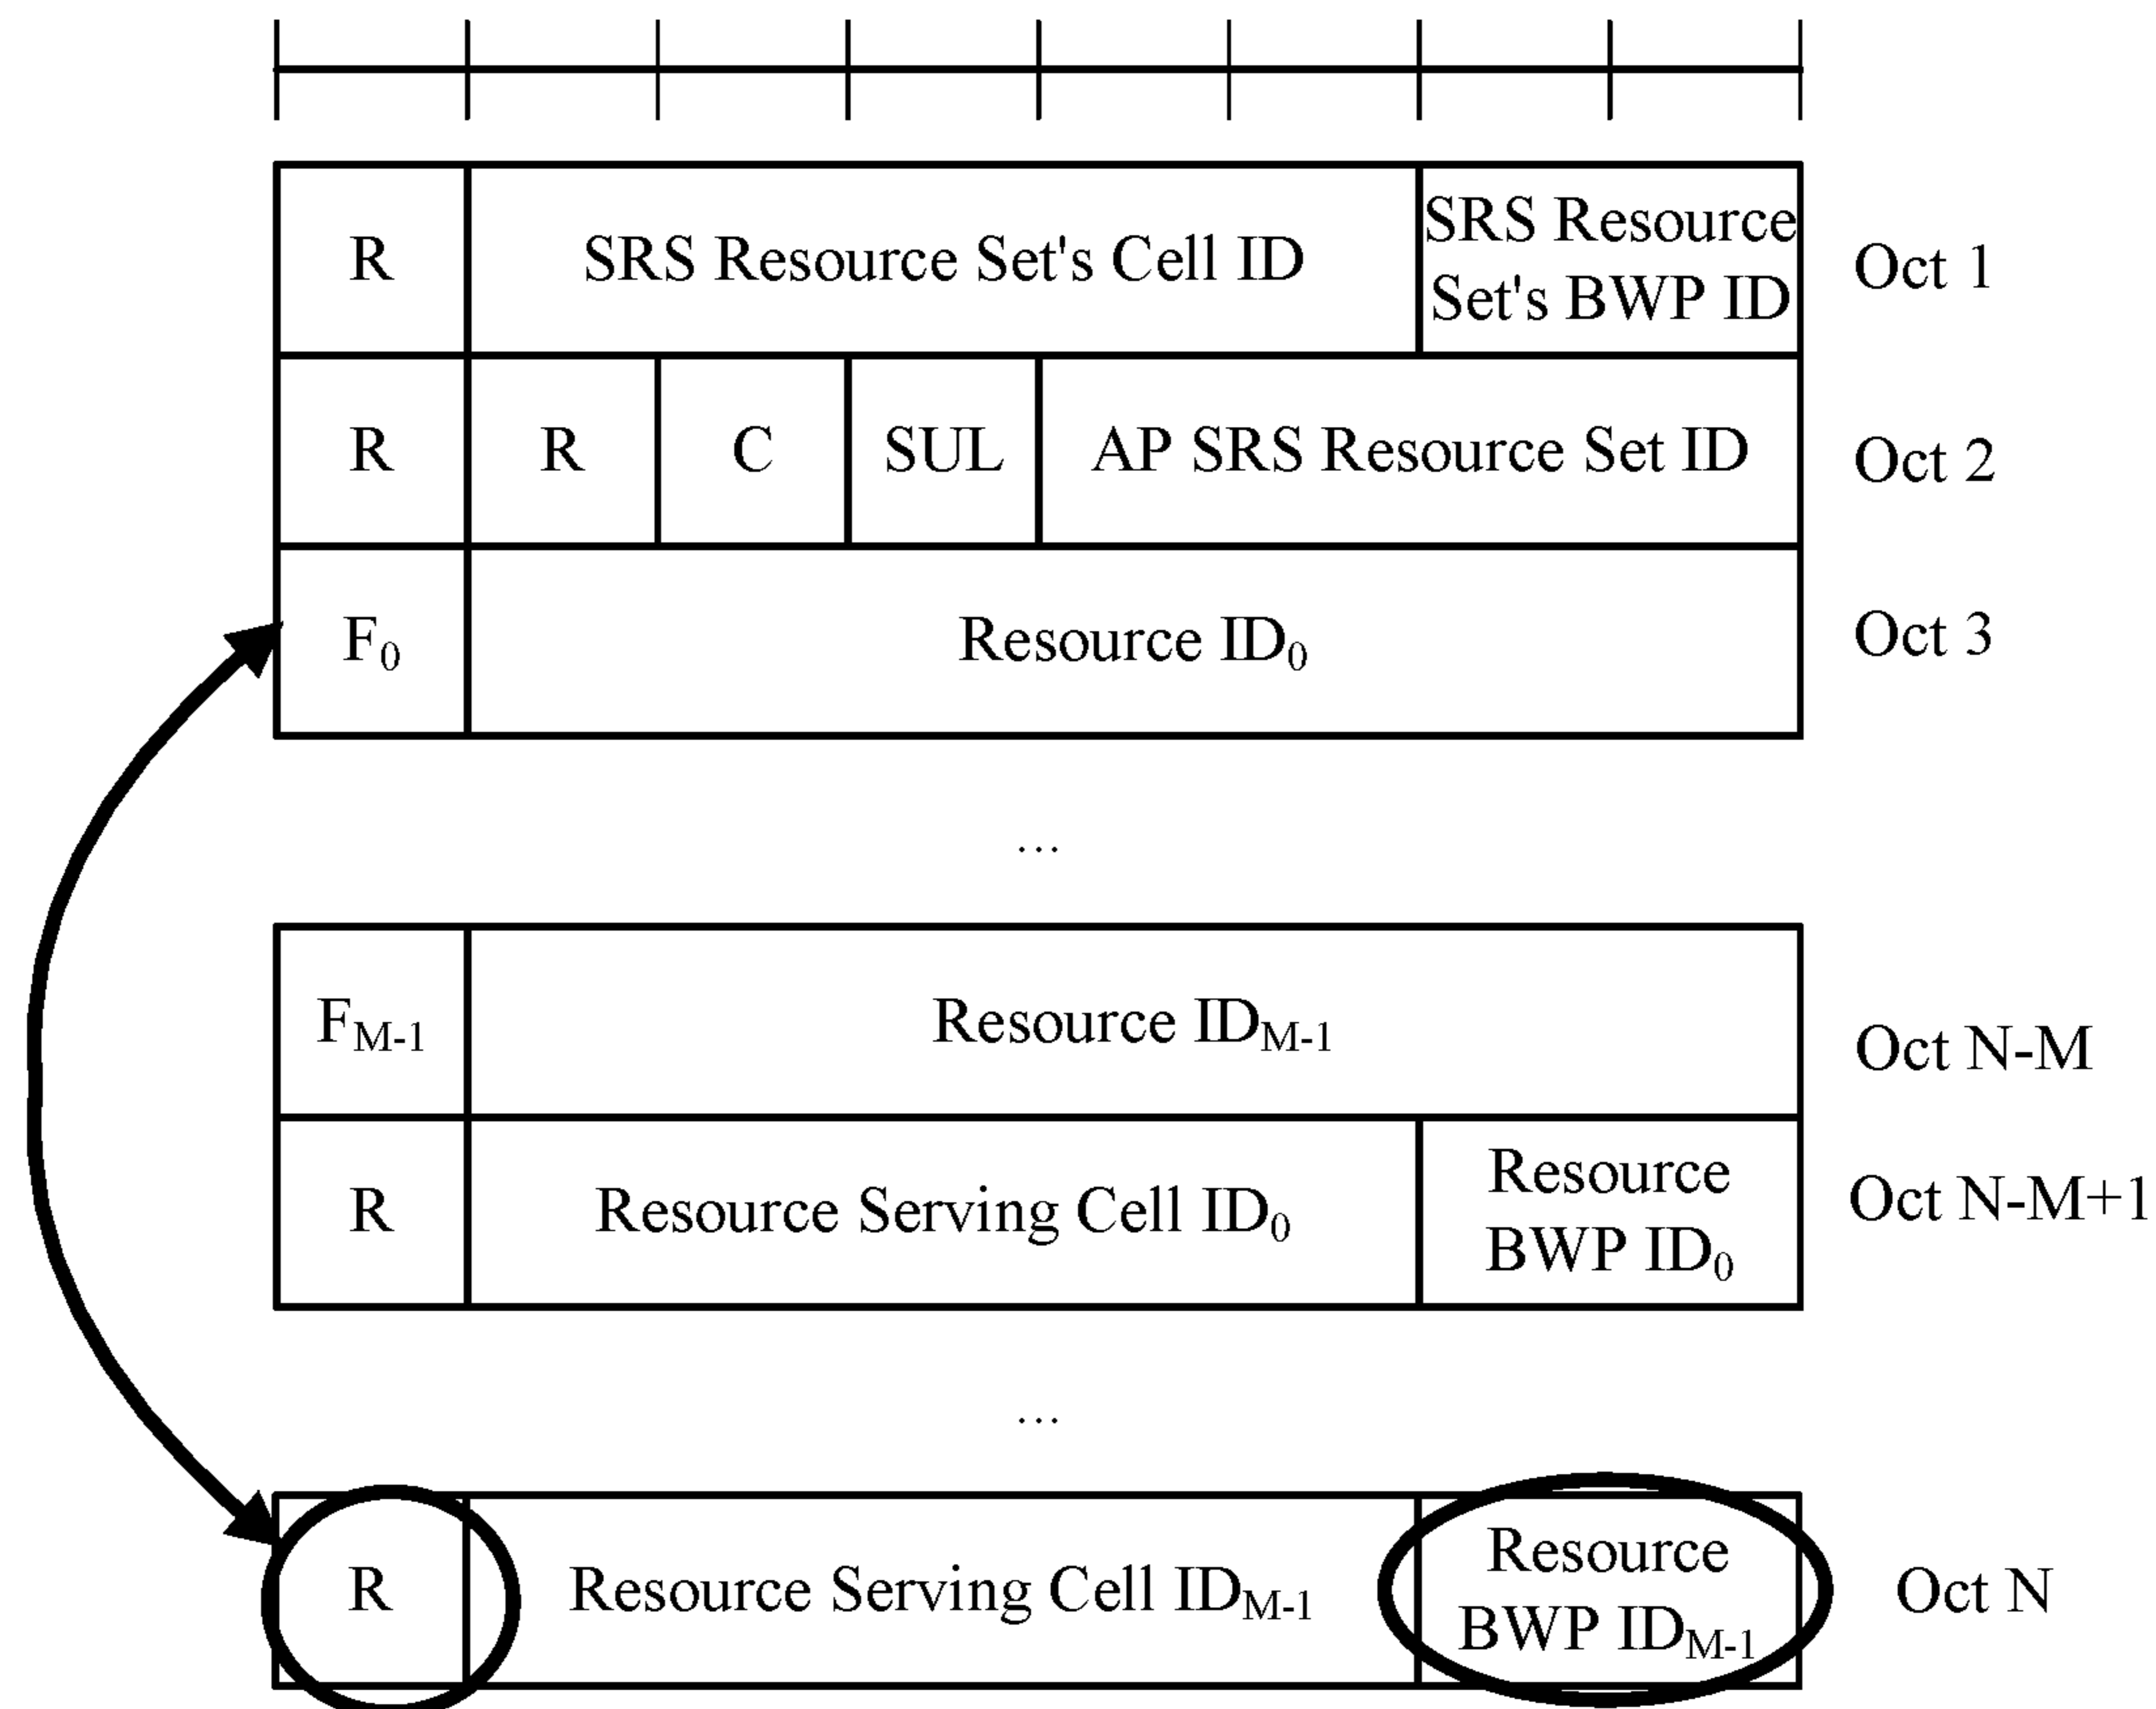 R SRS Resource Set's Cell ID SRS Resource Set's BWP ID Oct 1
R R C SUL AP SRS Resource Set ID Oct 2
F0 Resource ID0 Oct 3
...
FM-1 Resource IDM-1 Oct N-M
R Resource Serving Cell ID0 Resource BWP ID0 Oct N-M+1
...
R Resource Serving Cell IDM-1 Resource BWP IDM-1 Oct N